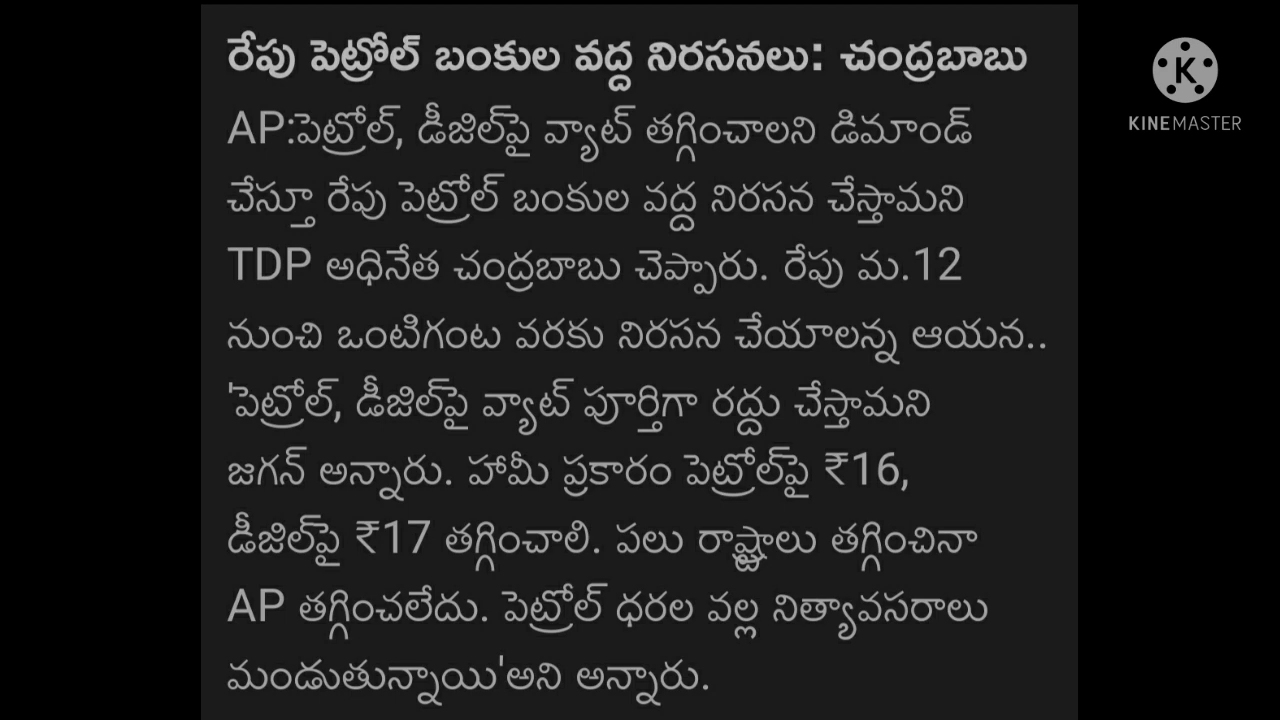 రేపు పెట్రోల్ బంకుల వద్ద నిరసనలు: చంద్రబాబు
AP:పెట్రోల్, డీజిల్‌పై వ్యాట్ తగ్గించాలని డిమాండ్
చేస్తూ రేపు పెట్రోల్ బంకుల వద్ద నిరసన చేస్తామని
TDP అధినేత చంద్రబాబు చెప్పారు. రేపు మ.12
నుంచి ఒంటిగంట వరకు నిరసన చేయాలన్న ఆయన..
'పెట్రోల్, డీజిల్‌పై వ్యాట్ పూర్తిగా రద్దు చేస్తామని
జగన్ అన్నారు. హామీ ప్రకారం పెట్రోల్‌పై ₹16,
డీజిల్‌పై ₹17 తగ్గించాలి. పలు రాష్ట్రాలు తగ్గించినా
AP తగ్గించలేదు. పెట్రోల్ ధరల వల్ల నిత్యావసరాలు
మండుతున్నాయి'అని అన్నారు.
K
KINEMASTER